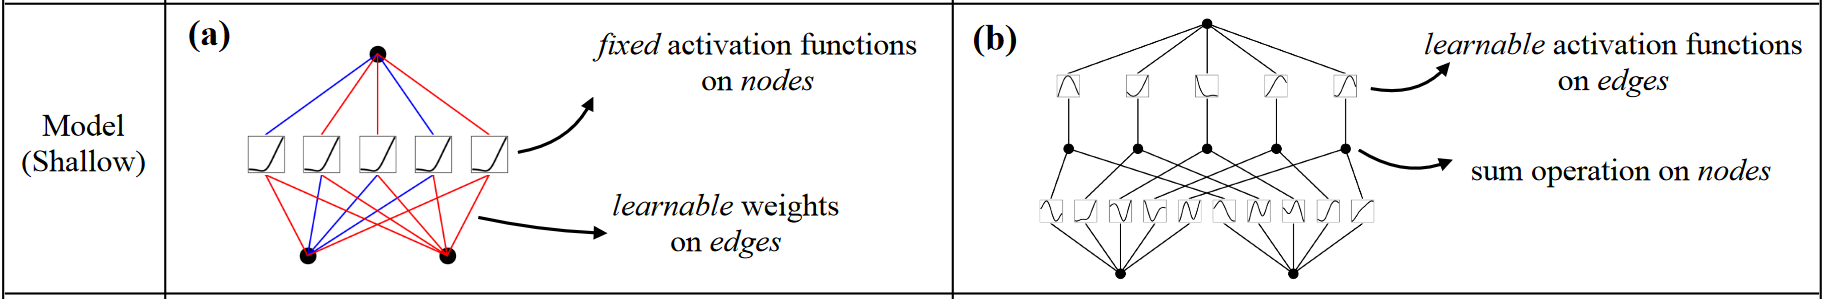 Model
(Shallow)
(a)
fixed activation functions
on nodes
learnable weights
on edges
(b)
learnable activation functions
on edges
sum operation on nodes